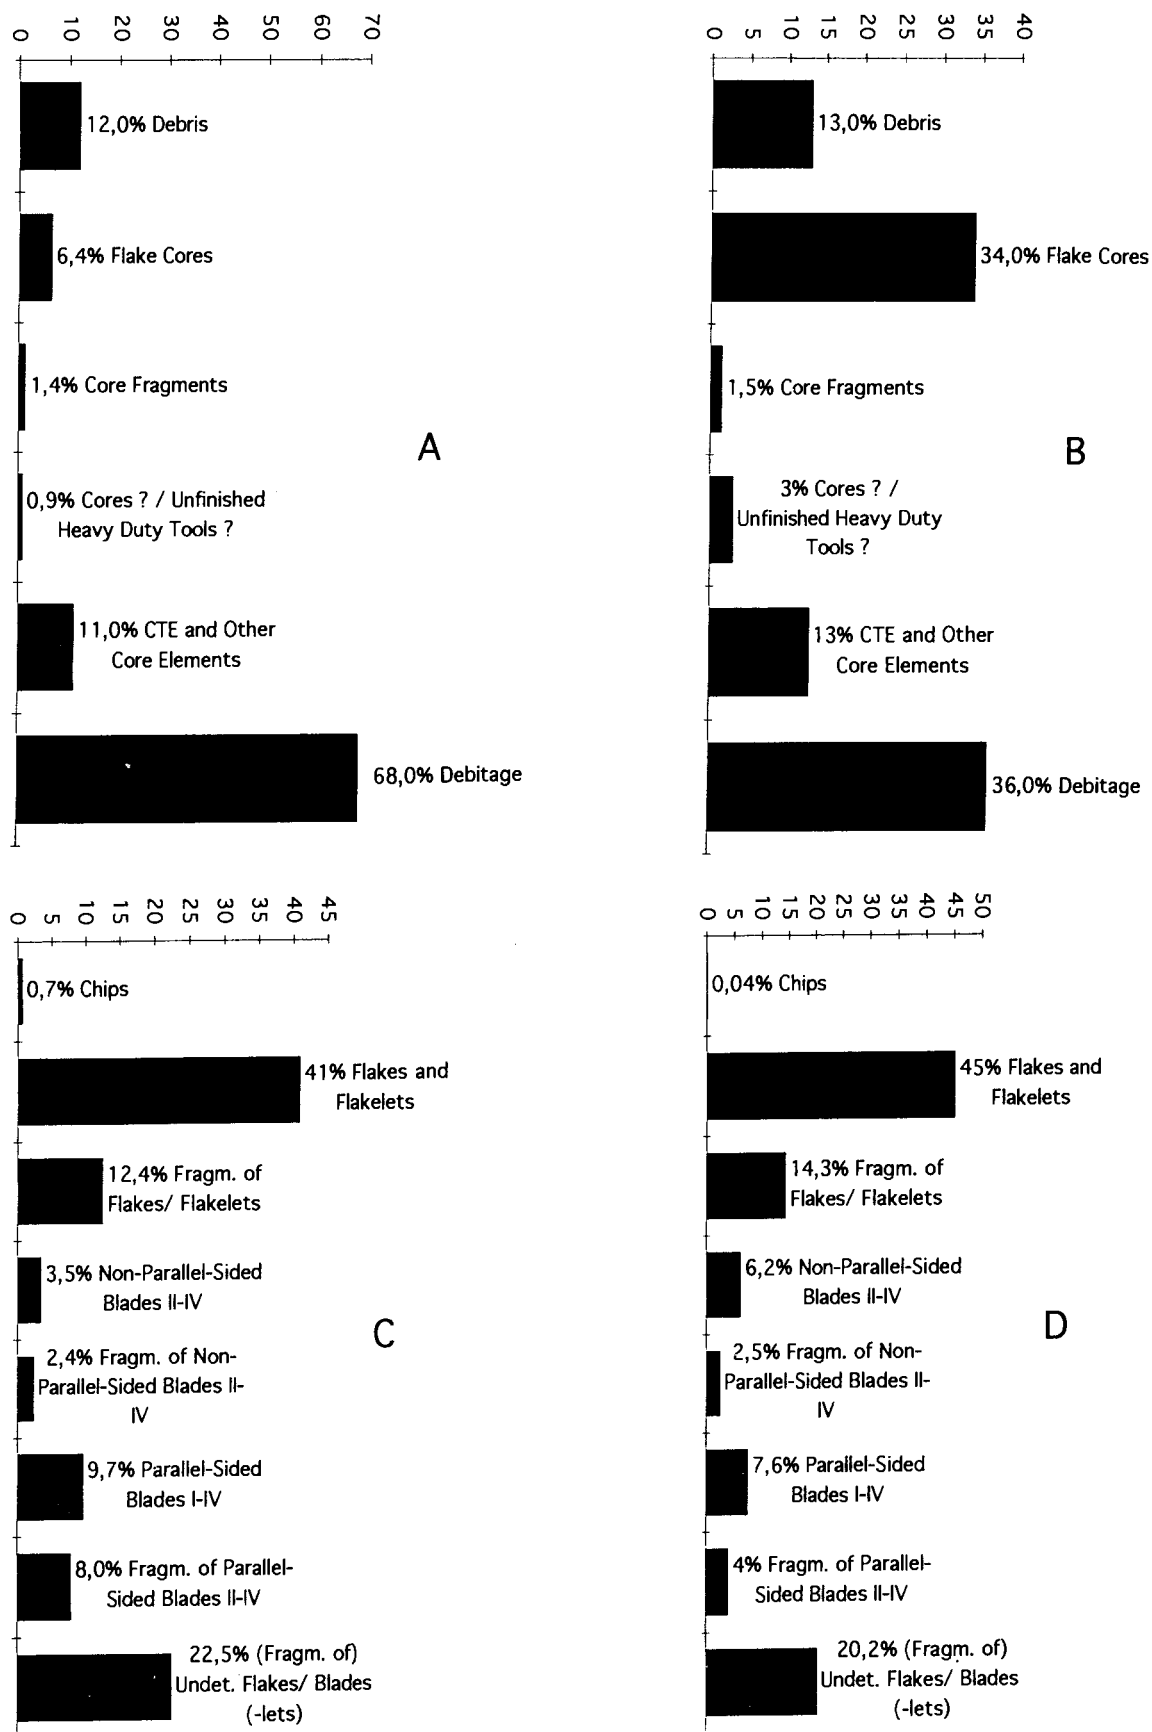 0 10 20 30 40 50 60 70
12,0% Debris
6,4% Flake Cores
1,4% Core Fragments
0,9% Cores ? / Unfinished
Heavy Duty Tools ?
11,0% CTE and Other
Core Elements
68,0% Debitage
A
0 5 10 15 20 25 30 35 40
13,0% Debris
34,0% Flake Cores
1,5% Core Fragments
3% Cores ? /
Unfinished Heavy Duty
Tools ?
13% CTE and Other
Core Elements
36,0% Debitage
B
0 5 10 15 20 25 30 35 40 45
0,7% Chips
41% Flakes and
Flakelets
12,4% Fragm. of
Flakes/ Flakelets
3,5% Non-Parallel-Sided
Blades II-IV
2,4% Fragm. of Non-
Parallel-Sided Blades II-
IV
9,7% Parallel-Sided
Blades I-IV
8,0% Fragm. of Parallel-
Sided Blades II-IV
22,5% (Fragm. of)
Undet. Flakes/ Blades
(-lets)
C
0 5 10 15 20 25 30 35 40 45 50
0,04% Chips
45% Flakes and
Flakelets
14,3% Fragm. of
Flakes/ Flakelets
6,2% Non-Parallel-Sided
Blades II-IV
2,5% Fragm. of Non-
Parallel-Sided Blades II-
IV
7,6% Parallel-Sided
Blades I-IV
4% Fragm. of Parallel-
Sided Blades II-IV
20,2% (Fragm. of)
Undet. Flakes/ Blades
(-lets)
D